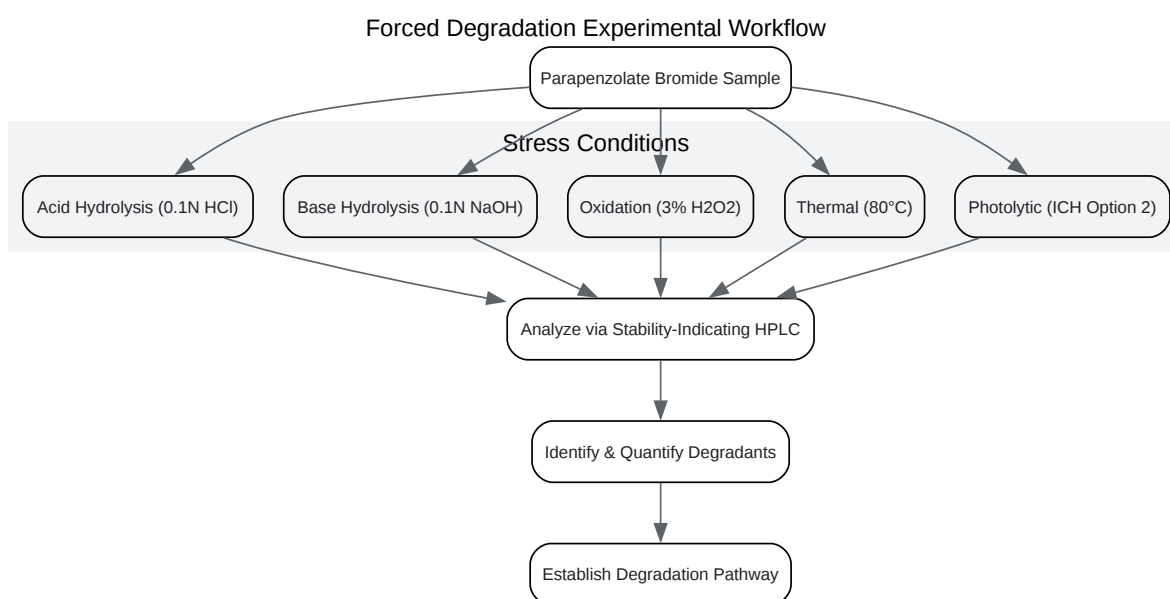 Forced Degradation Experimental Workflow
Parapenzolate Bromide Sample
Stress Conditions
Acid Hydrolysis (0.1N HCl)
Base Hydrolysis (0.1N NaOH)
Oxidation (3% H2O2)
Thermal (80°C)
Photolytic (ICH Option 2)
Analyze via Stability-Indicating HPLC
Identify & Quantify Degradants
Establish Degradation Pathway